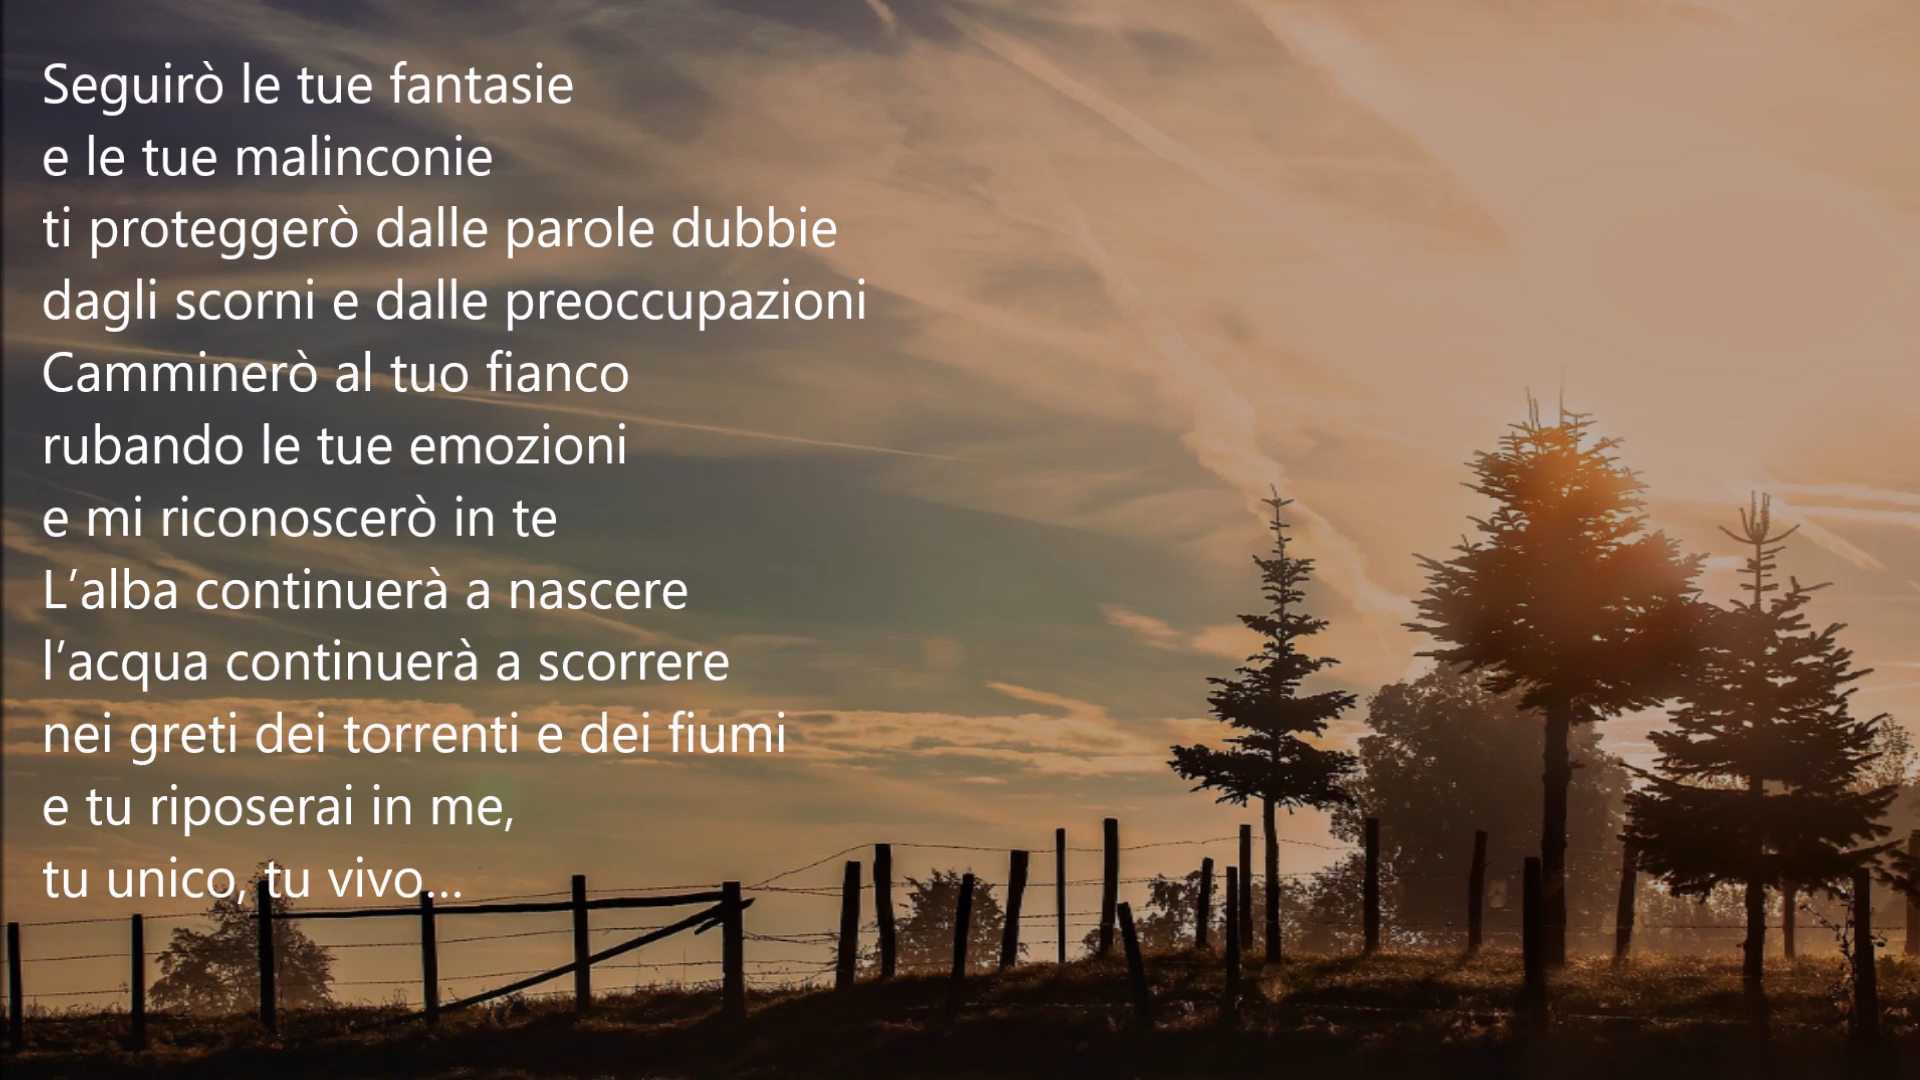 Seguirò le tue fantasie
e le tue malinconie
ti proteggerò dalle parole dubbie
dagli scorni e dalle preoccupazioni
Camminerò al tuo fianco
rubando le tue emozioni
e mi riconoscerò in te
L’alba continuerà a nascere
l’acqua continuerà a scorrere
nei greti dei torrenti e dei fiumi
e tu riposerai in me,
tu unico, tu vivo...